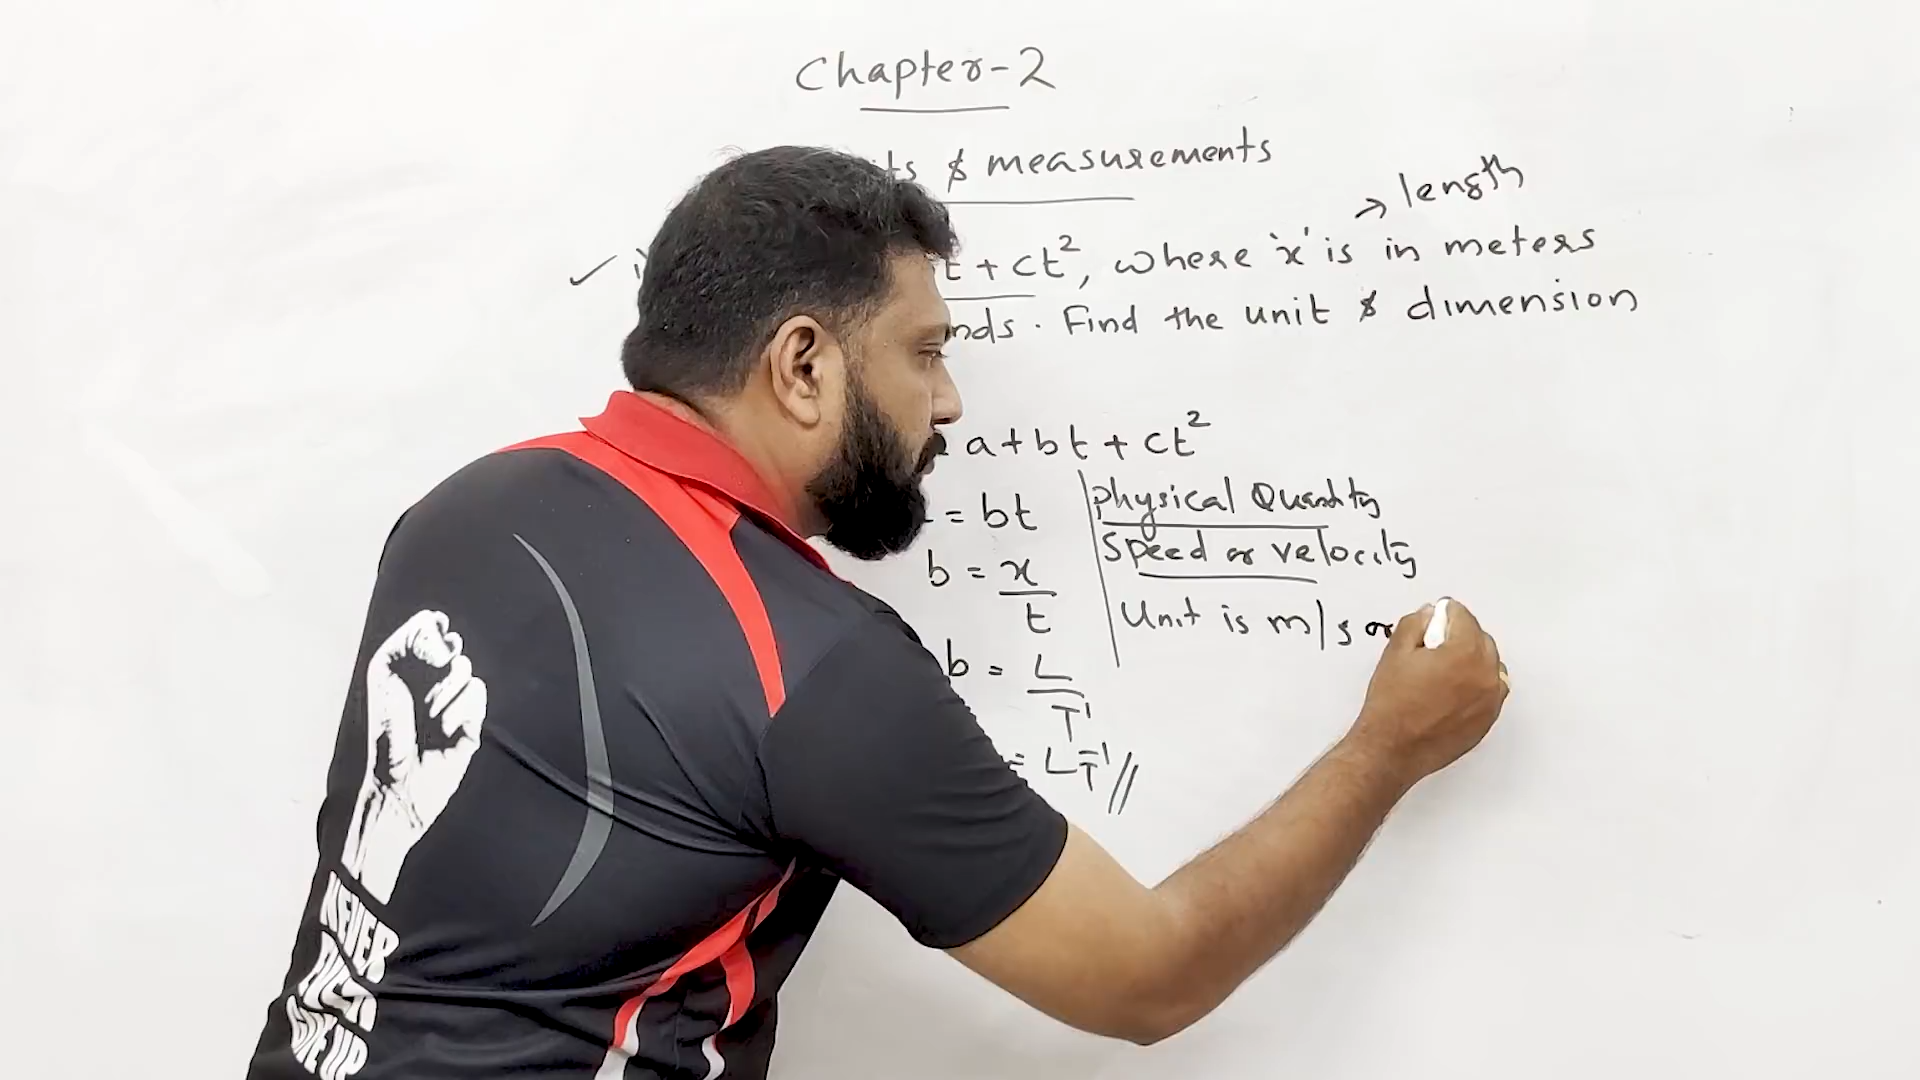 Chapter-2
& measurements
→ length
t + ct², where 'x' is in meters
nds. Find the unit & dimension
a + bt + ct²
= bt
b = x/t
b = L/T¹
= LT⁻¹//
Physical Quantity
Speed or velocity
Unit is m/s or
NEVER
GIVE UP